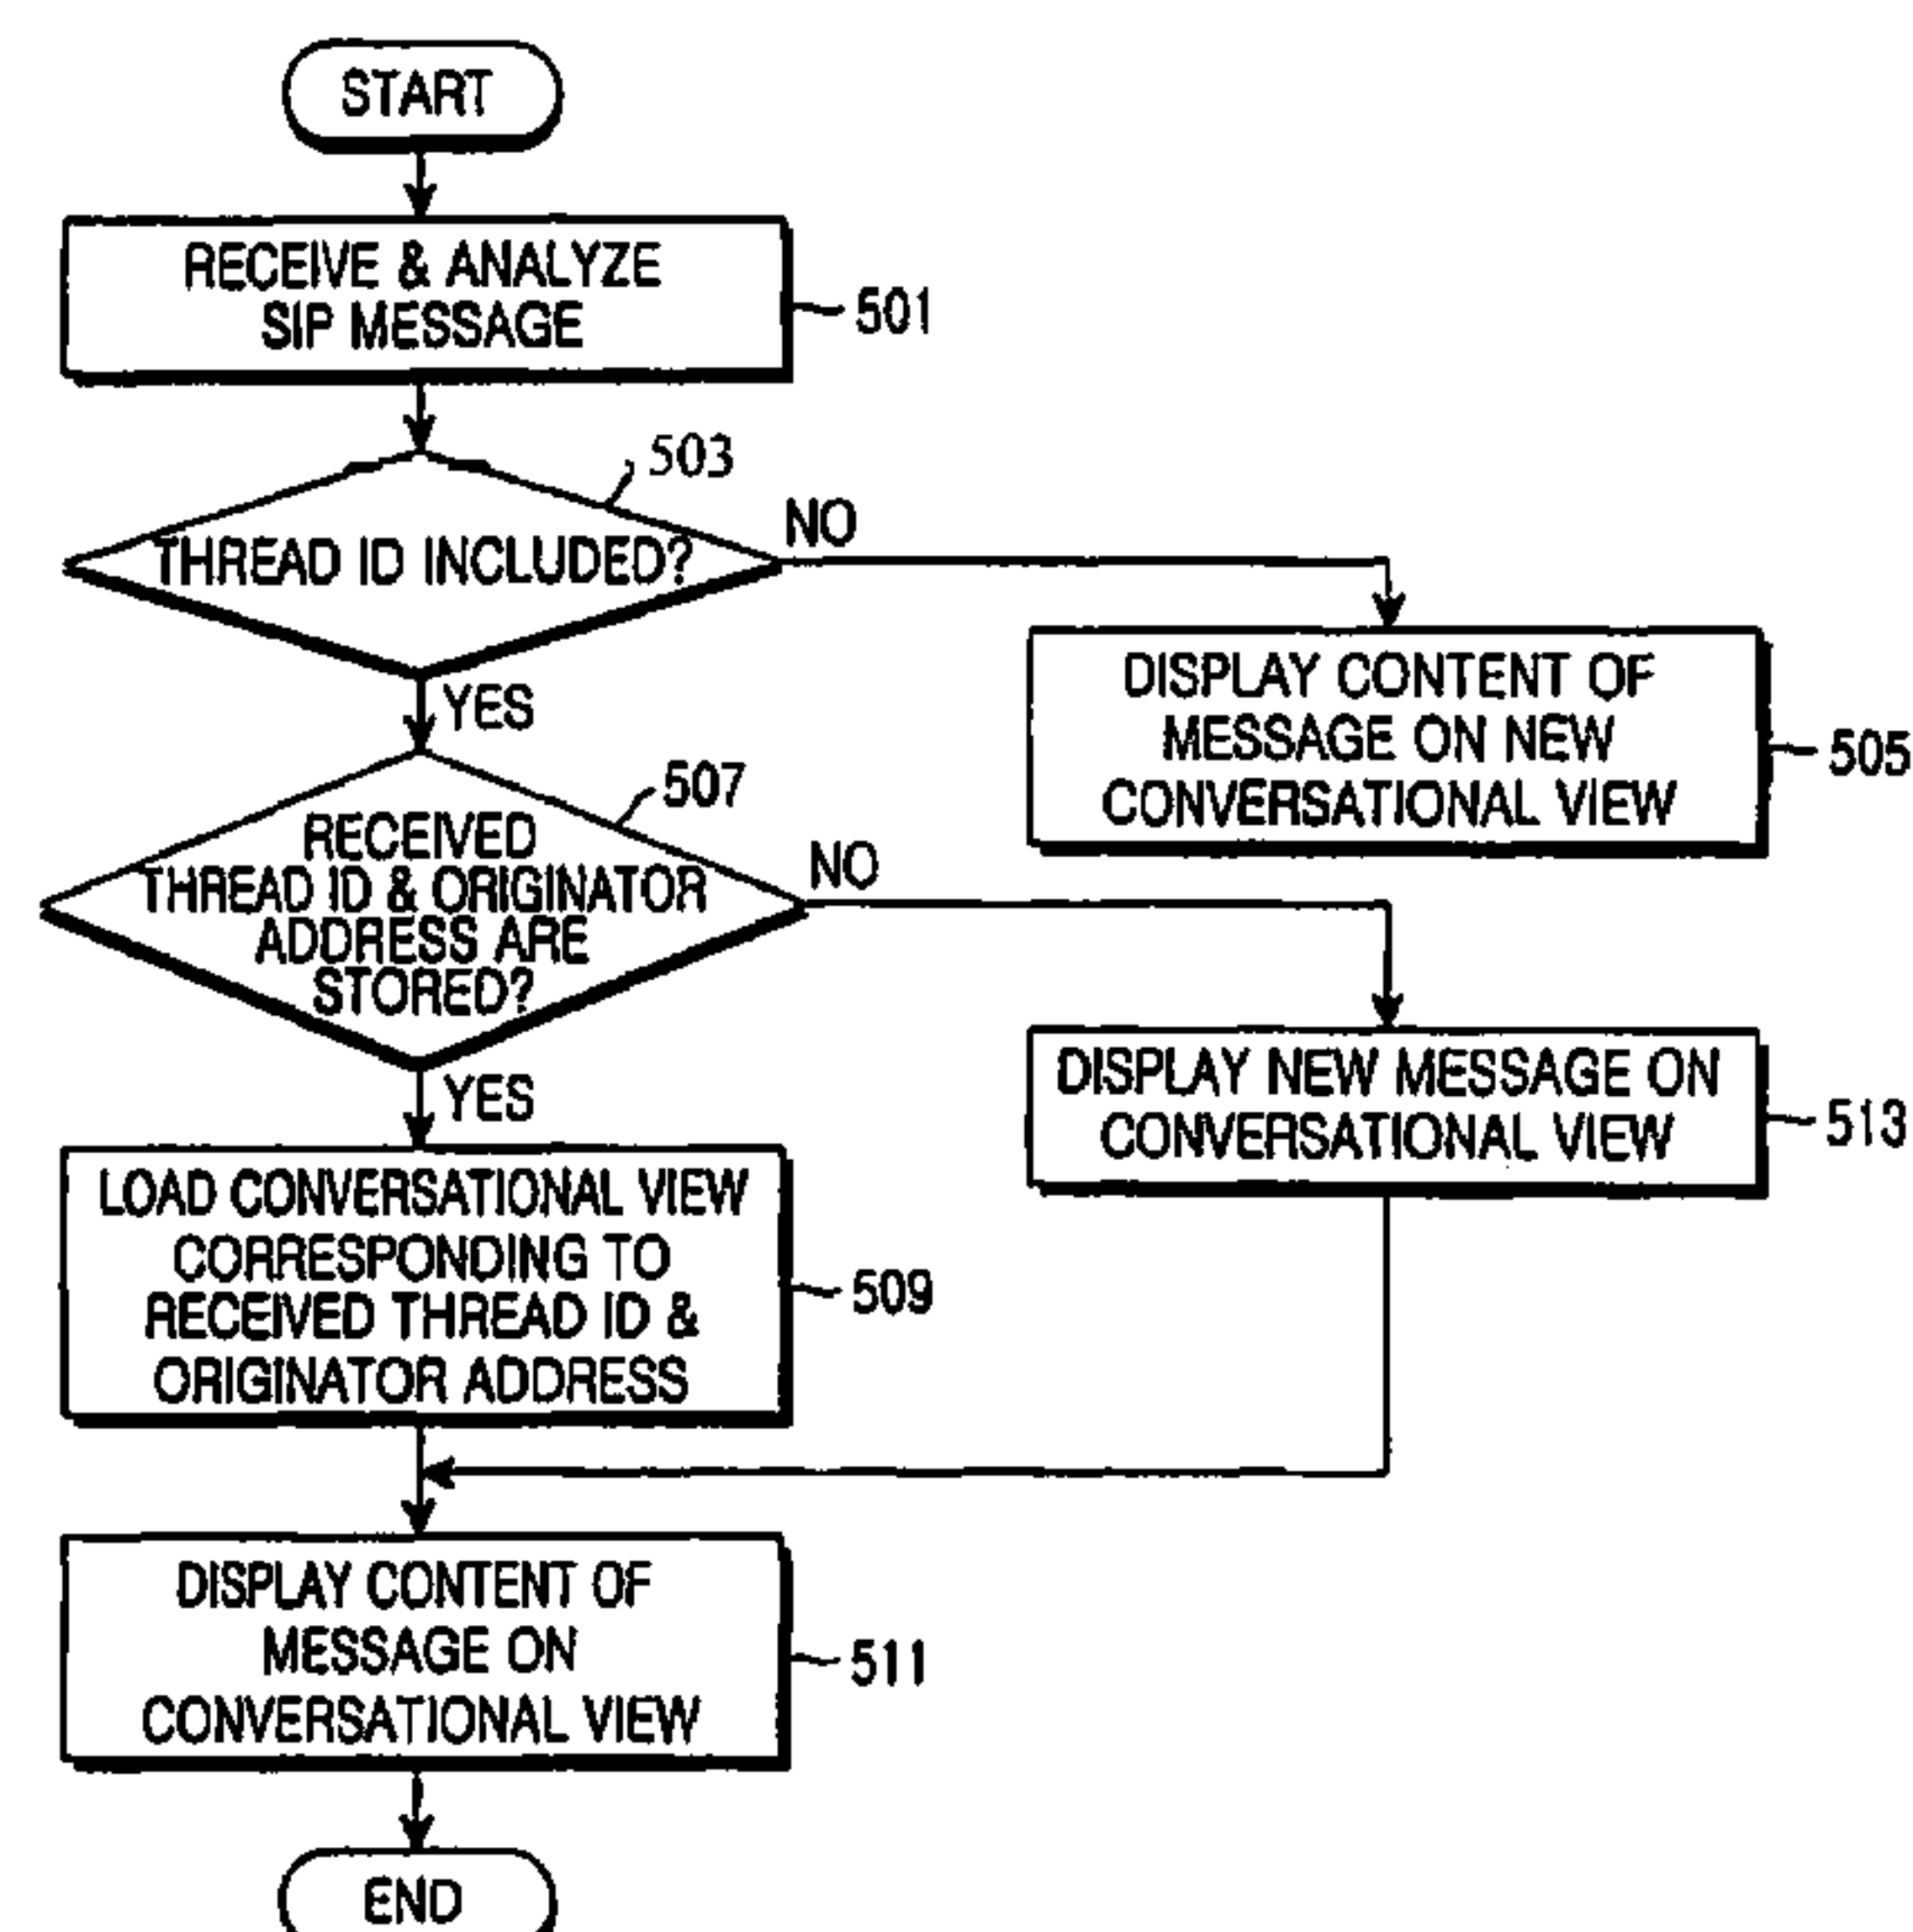 START
RECEIVE & ANALYZE
SIP MESSAGE
501
503
THREAD ID INCLUDED?
NO
YES
DISPLAY CONTENT OF
MESSAGE ON NEW
CONVERSATIONAL VIEW
505
507
RECEIVED
THREAD ID & ORIGINATOR
ADDRESS ARE
STORED?
NO
YES
DISPLAY NEW MESSAGE ON
CONVERSATIONAL VIEW
513
LOAD CONVERSATIONAL VIEW
CORRESPONDING TO
RECEIVED THREAD ID &
ORIGINATOR ADDRESS
509
DISPLAY CONTENT OF
MESSAGE ON
CONVERSATIONAL VIEW
511
END